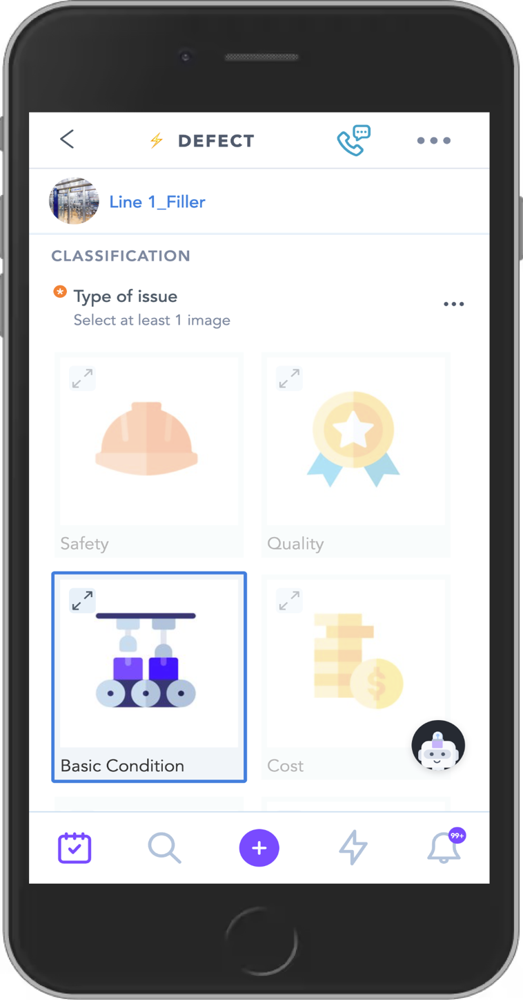 DEFECT
Line 1_Filler
CLASSIFICATION
Type of issue
Select at least 1 image
Safety
Quality
Basic Condition
Cost
99+